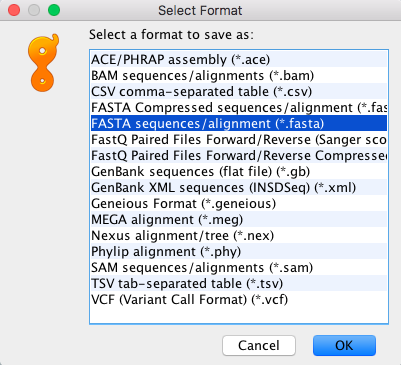 Select Format
Select a format to save as:
ACE/PHRAP assembly (*.ace)
BAM sequences/alignments (*.bam)
CSV comma-separated table (*.csv)
FASTA Compressed sequences/alignment (*.fas
FASTA sequences/alignment (*.fasta)
FastQ Paired Files Forward/Reverse (Sanger sco
FastQ Paired Files Forward/Reverse Compresse
GenBank sequences (flat file) (*.gb)
GenBank XML sequences (INSDSeq) (*.xml)
Geneious Format (*.geneious)
MEGA alignment (*.meg)
Nexus alignment/tree (*.nex)
Phylip alignment (*.phy)
SAM sequences/alignments (*.sam)
TSV tab-separated table (*.tsv)
VCF (Variant Call Format) (*.vcf)
Cancel OK